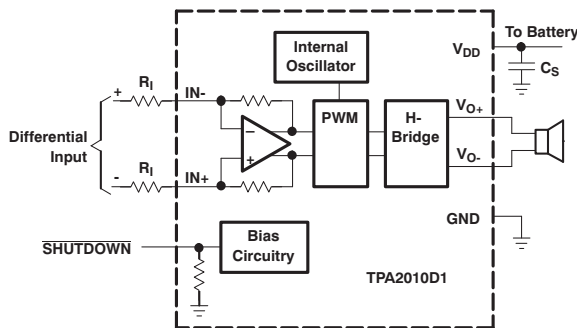 To Battery
Internal
Oscillator
VDD
CS
RI
IN-
+
PWM
H-
Bridge
VO+
VO-
Differential
Input
−
+
-
RI
IN+
GND
SHUTDOWN
Bias
Circuitry
TPA2010D1